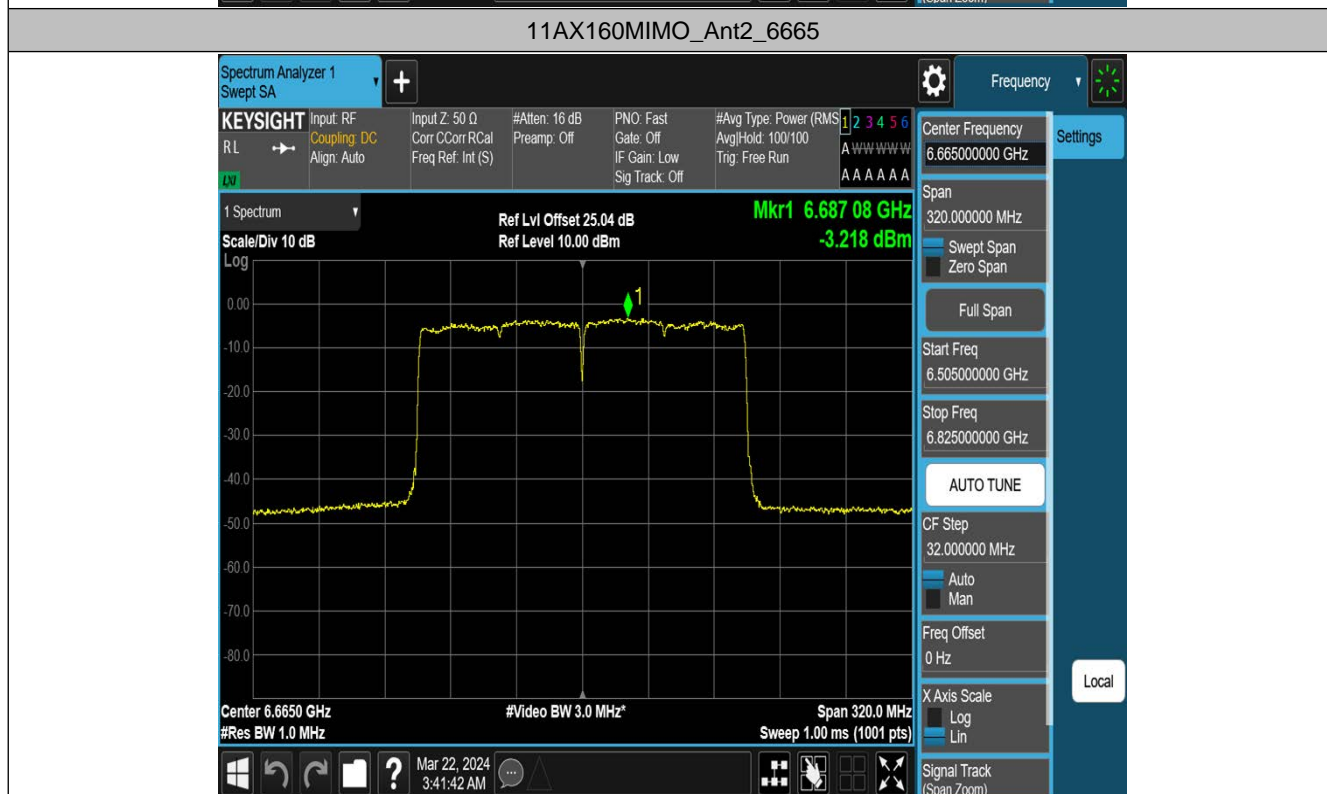 (Span Zoom)
11AX160MIMO_Ant2_6665
Spectrum Analyzer 1
Swept SA
Frequency
KEYSIGHT
RL
LXI
Input: RF
Coupling: DC
Align: Auto
Input Z: 50 Ω
Corr CCorr RCal
Freq Ref: Int (S)
#Atten: 16 dB
Preamp: Off
PNO: Fast
Gate: Off
IF Gain: Low
Sig Track: Off
#Avg Type: Power (RMS
Avg|Hold: 100/100
Trig: Free Run
1 2 3 4 5 6
A W W W W W
A A A A A A
Center Frequency
6.665000000 GHz
Settings
Span
320.000000 MHz
Swept Span
Zero Span
Full Span
Start Freq
6.505000000 GHz
Stop Freq
6.825000000 GHz
AUTO TUNE
CF Step
32.000000 MHz
Auto
Man
Freq Offset
0 Hz
X Axis Scale
Log
Lin
Local
Signal Track
(Span Zoom)
1 Spectrum
Scale/Div 10 dB
Log
Ref Lvl Offset 25.04 dB
Ref Level 10.00 dBm
Mkr1 6.687 08 GHz
-3.218 dBm
1
0.00
-10.0
-20.0
-30.0
-40.0
-50.0
-60.0
-70.0
-80.0
Center 6.6650 GHz
#Res BW 1.0 MHz
#Video BW 3.0 MHz*
Span 320.0 MHz
Sweep 1.00 ms (1001 pts)
?
Mar 22, 2024
3:41:42 AM